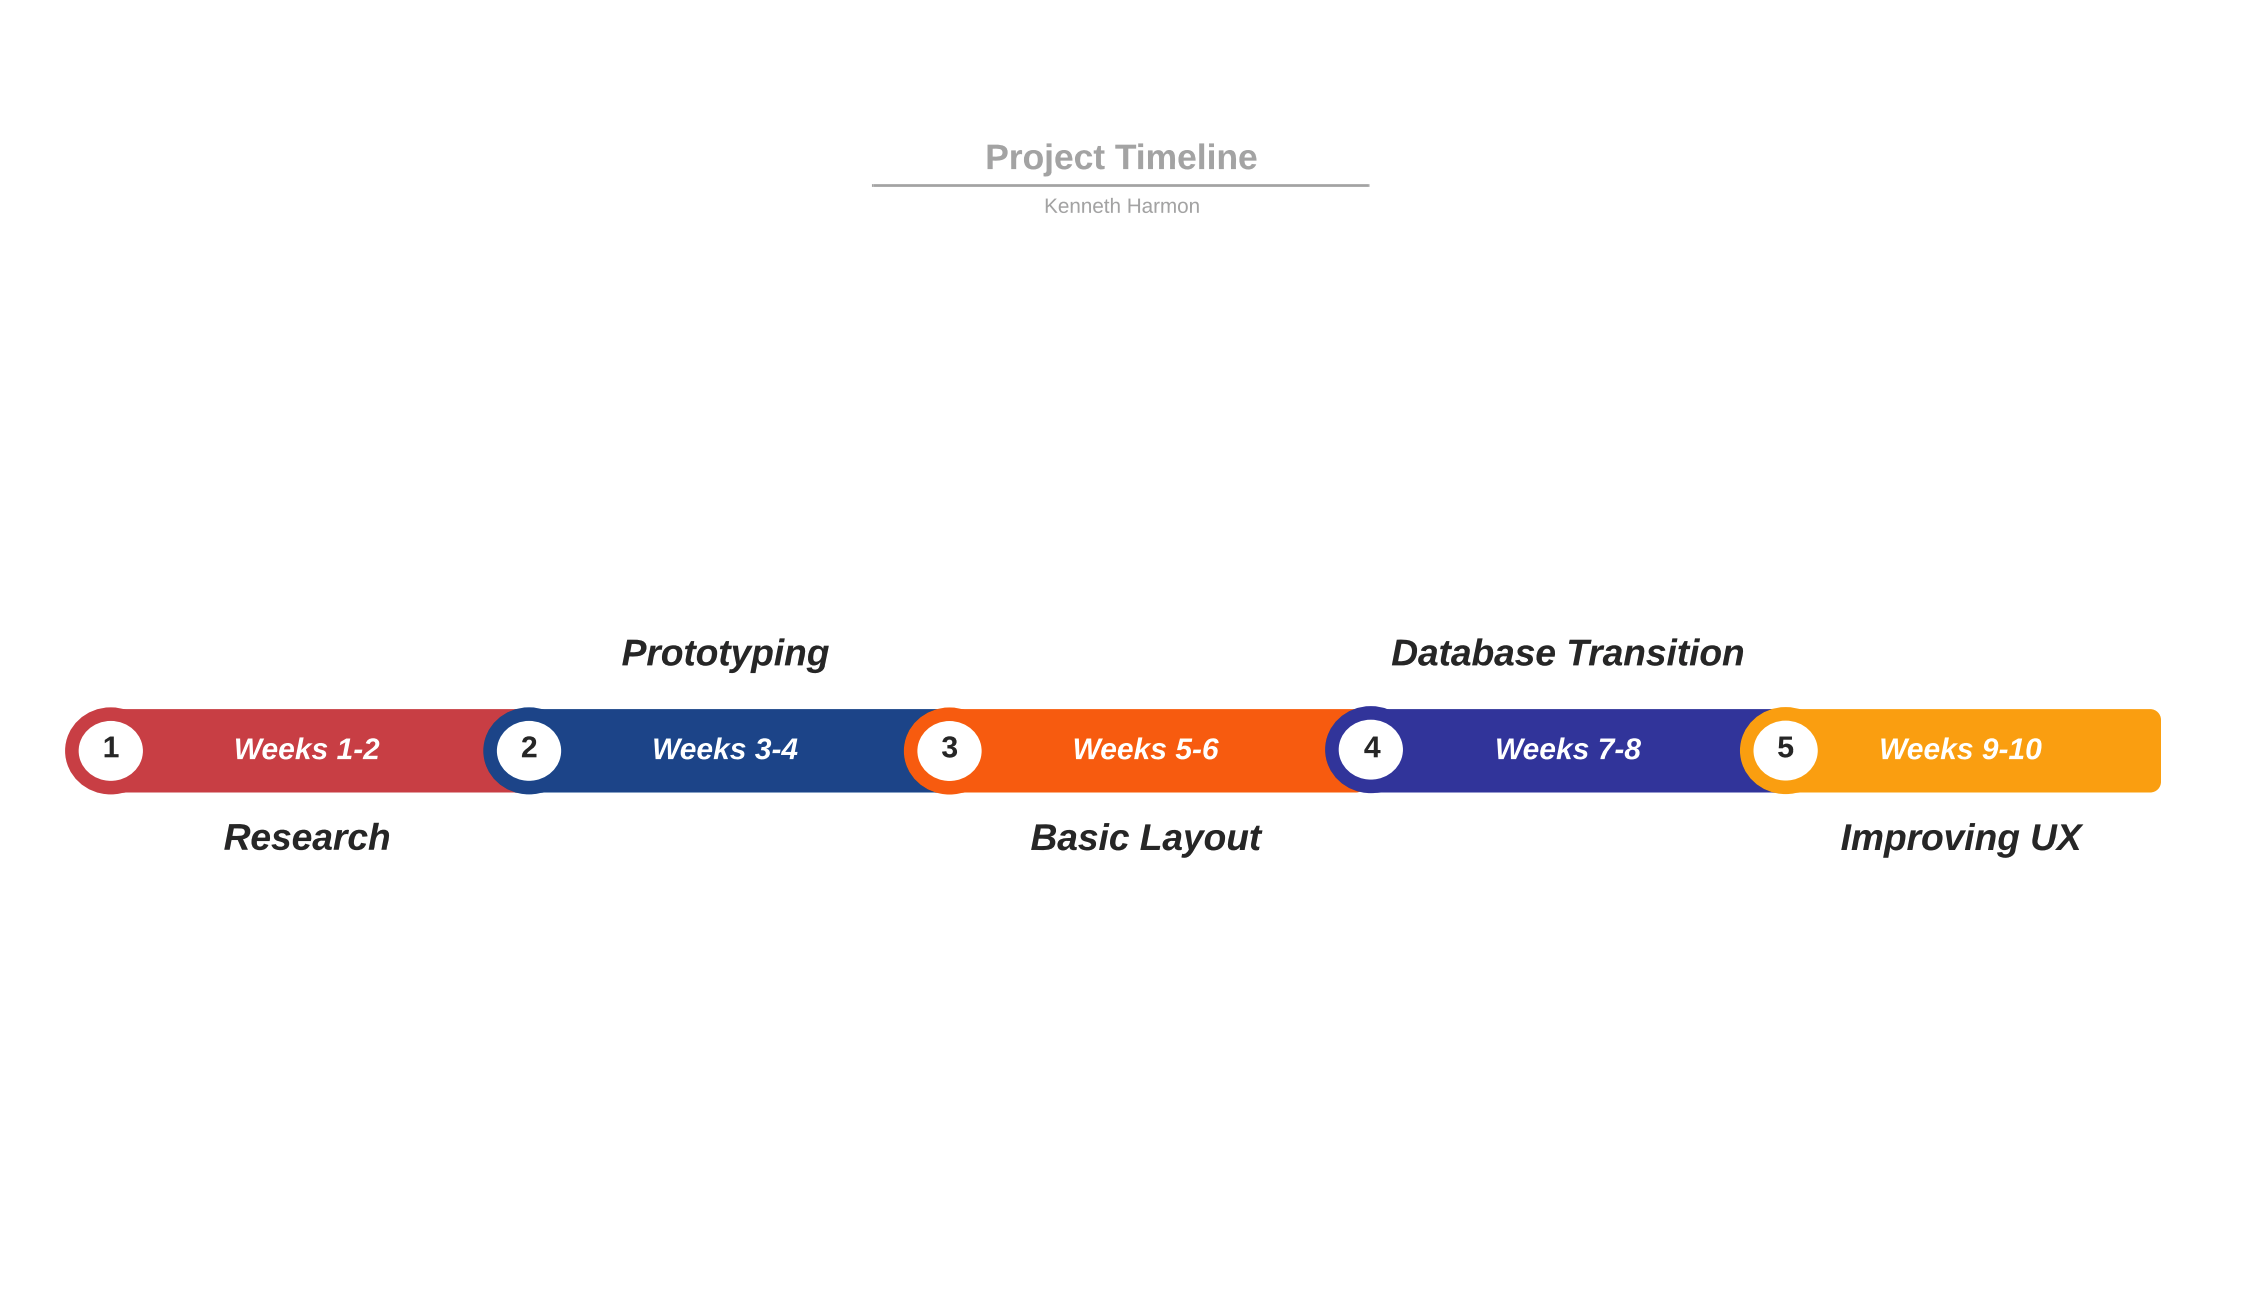 Project Timeline
Kenneth Harmon
Prototyping
Database Transition
1
Weeks 1-2
2
Weeks 3-4
3
Weeks 5-6
4
Weeks 7-8
5
Weeks 9-10
Research
Basic Layout
Improving UX